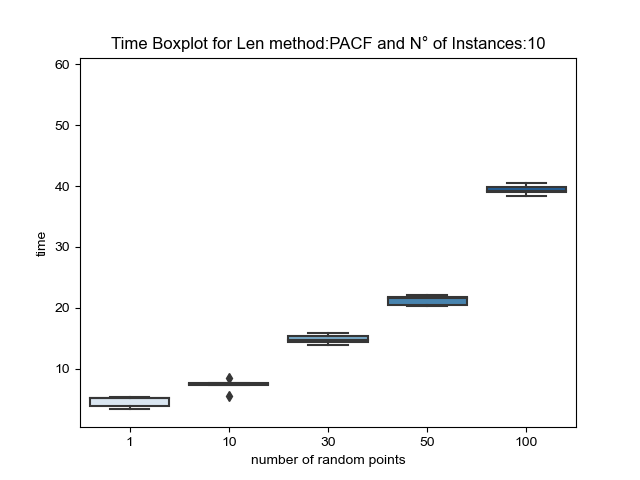 Time Boxplot for Len method:PACF and N° of Instances:10
60
50
40
30
20
10
time
1 10 30 50 100
number of random points